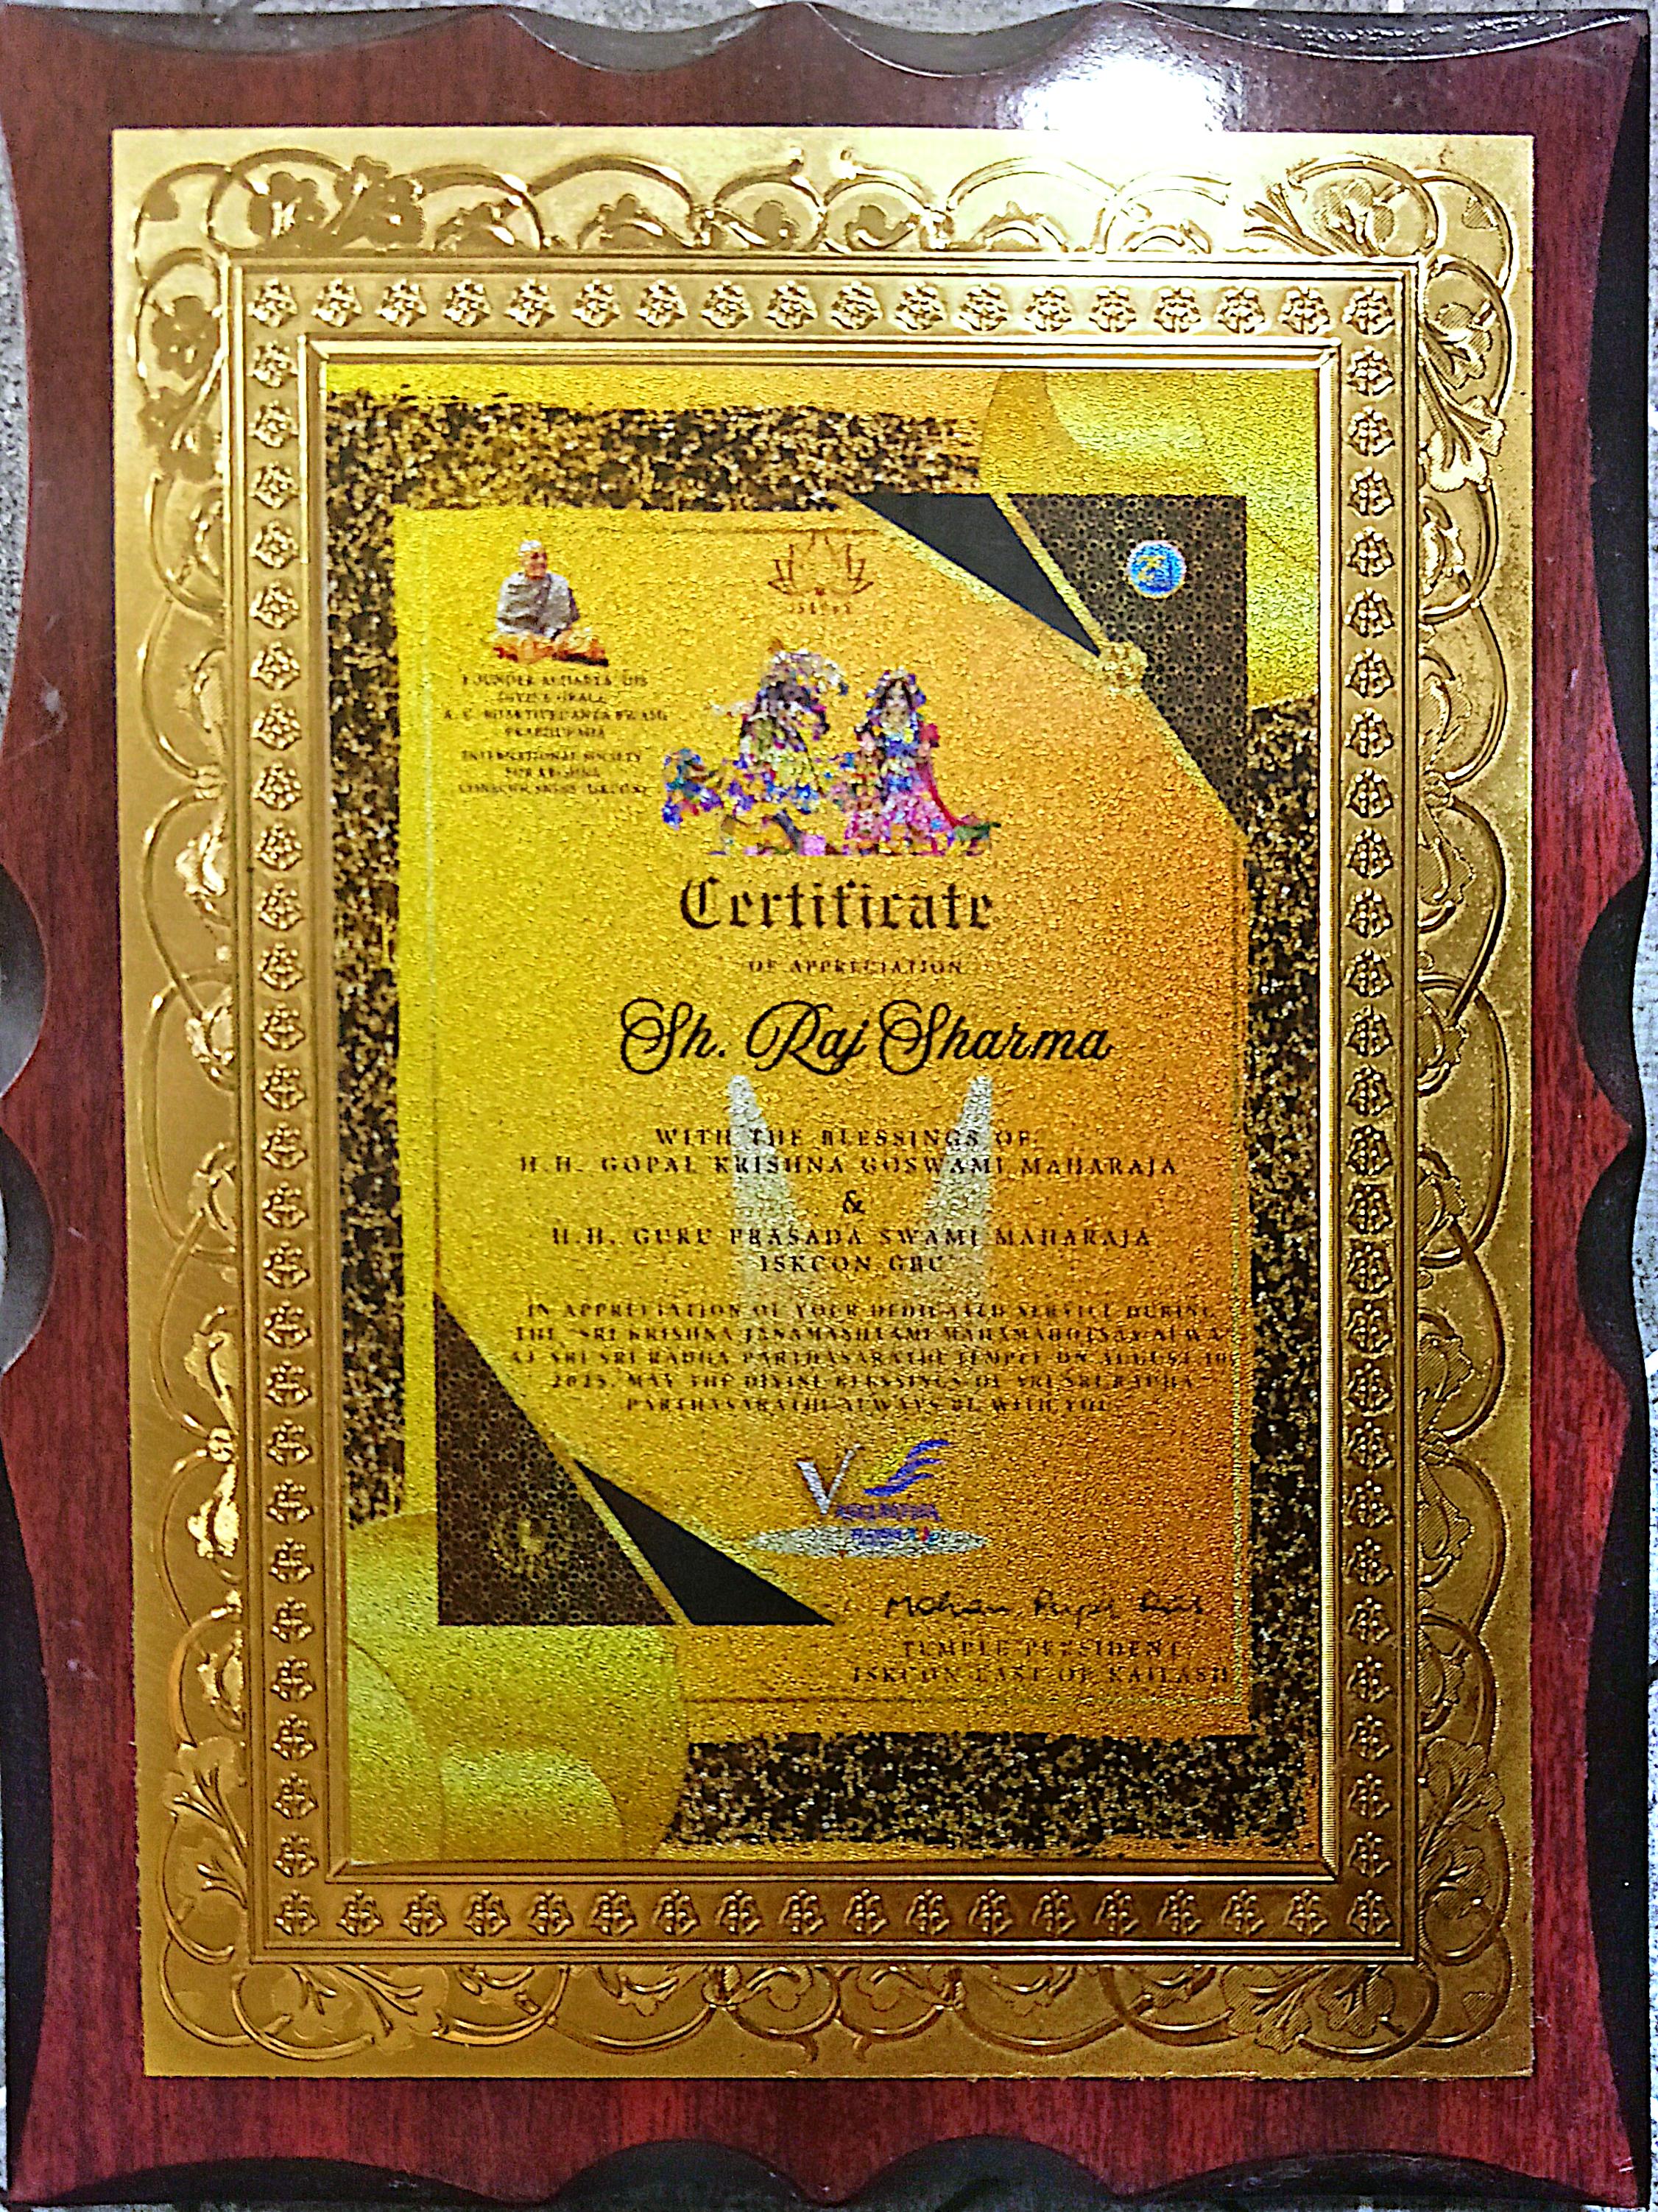 ISKCON
FOUNDER ACHARYA: HIS
DIVINE GRACE
A. C. BHAKTIVEDANTA SWAMI
PRABHUPADA
INTERNATIONAL SOCIETY
FOR KRISHNA
CONSCIOUSNESS (ISKCON)
Certificate
OF APPRECIATION
Sh. Raj Sharma
WITH THE BLESSINGS OF:
H.H. GOPAL KRISHNA GOSWAMI MAHARAJA
&
H.H. GURU PRASADA SWAMI MAHARAJA
ISKCON GBC
IN APPRECIATION OF YOUR DEDICATED SERVICE DURING
THE "SRI KRISHNA JANAMASHTAMI MAHAMAHOTSAV
AT SRI SRI RADHA PARTHASARATHI TEMPLE ON AUGUST 16
2025. MAY THE DIVINE BLESSINGS OF SRI SRI RADHA
PARTHASARATHI ALWAYS BE WITH YOU.
TEMPLE PRESIDENT
ISKCON EAST OF KAILASH